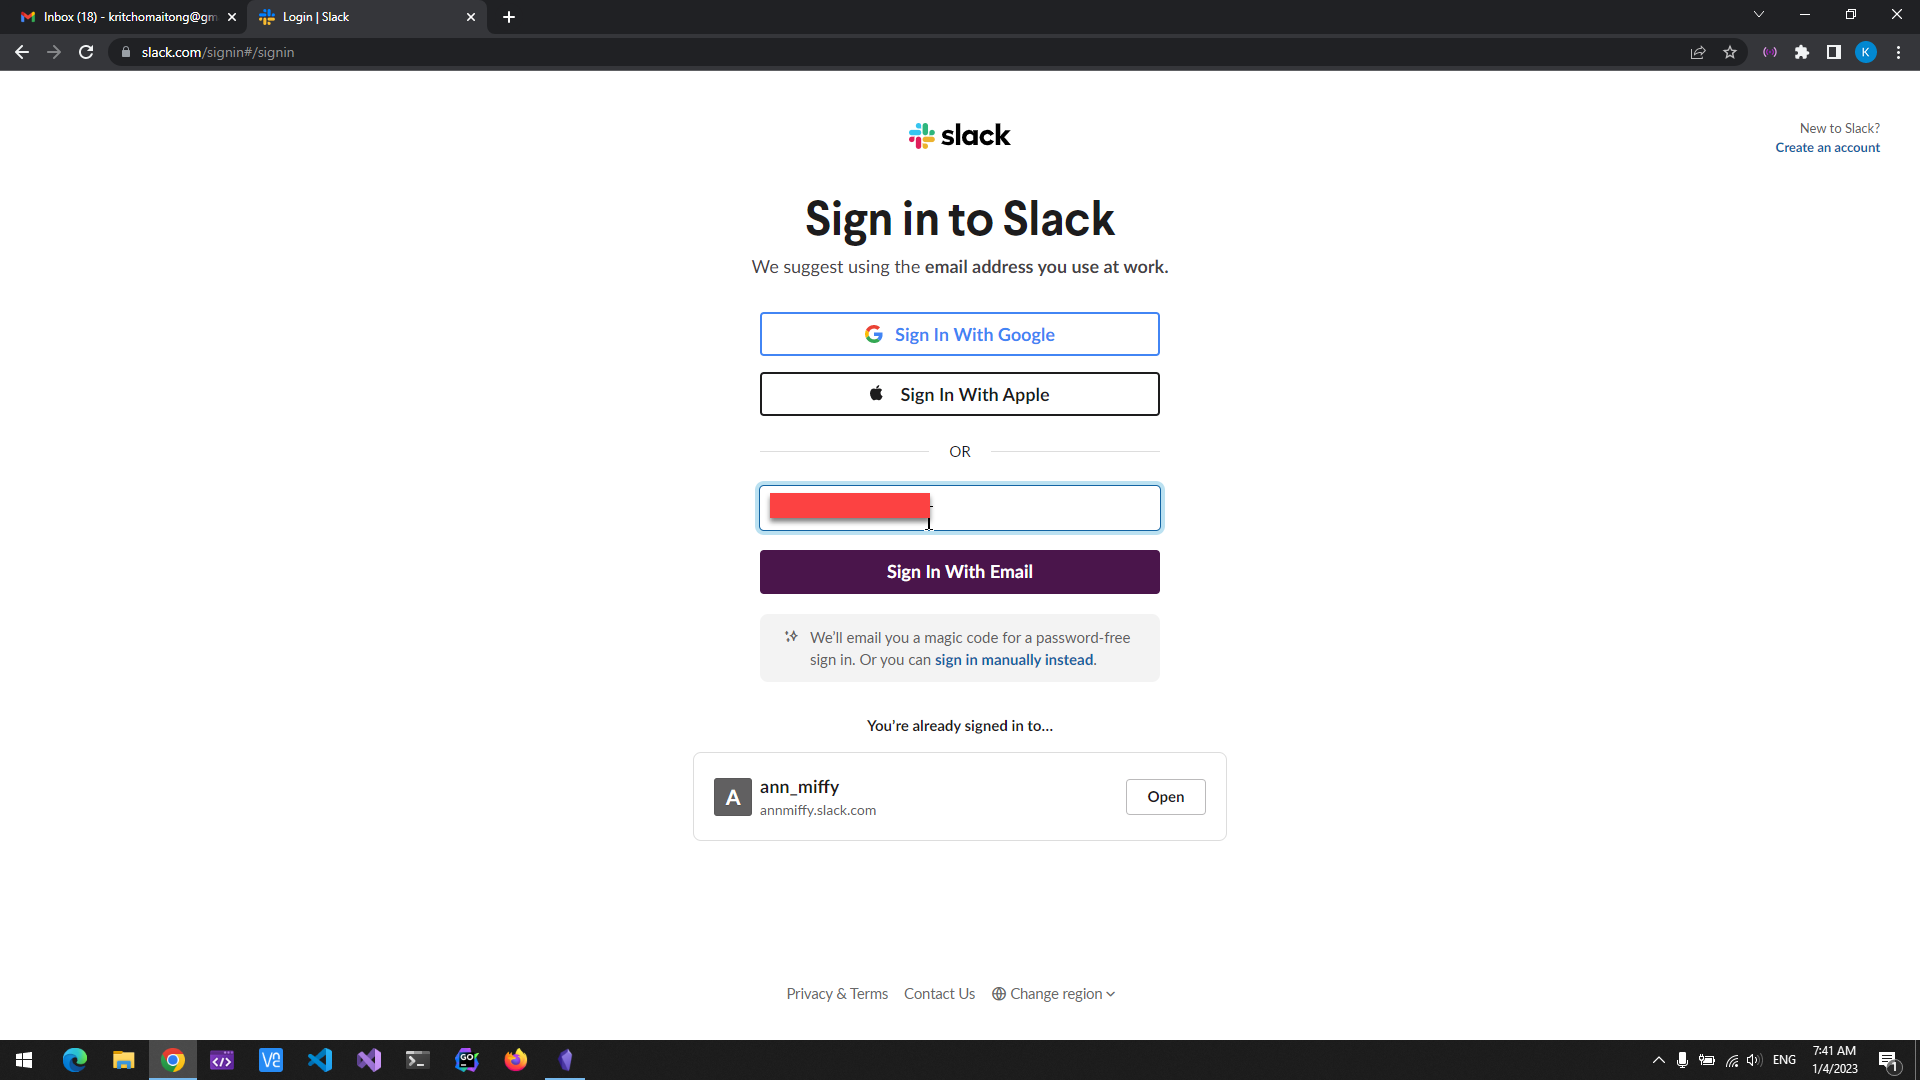 Inbox (18) - kritchomaitong@gm
Login | Slack
slack.com/signin#/signin
K
slack
New to Slack?
Create an account
Sign in to Slack
We suggest using the email address you use at work.
Sign In With Google
Sign In With Apple
OR
Sign In With Email
We'll email you a magic code for a password-free
sign in. Or you can sign in manually instead.
You're already signed in to…
A
ann_miffy
annmiffy.slack.com
Open
Privacy & Terms
Contact Us
Change region
GO
ENG
7:41 AM
1/4/2023
1